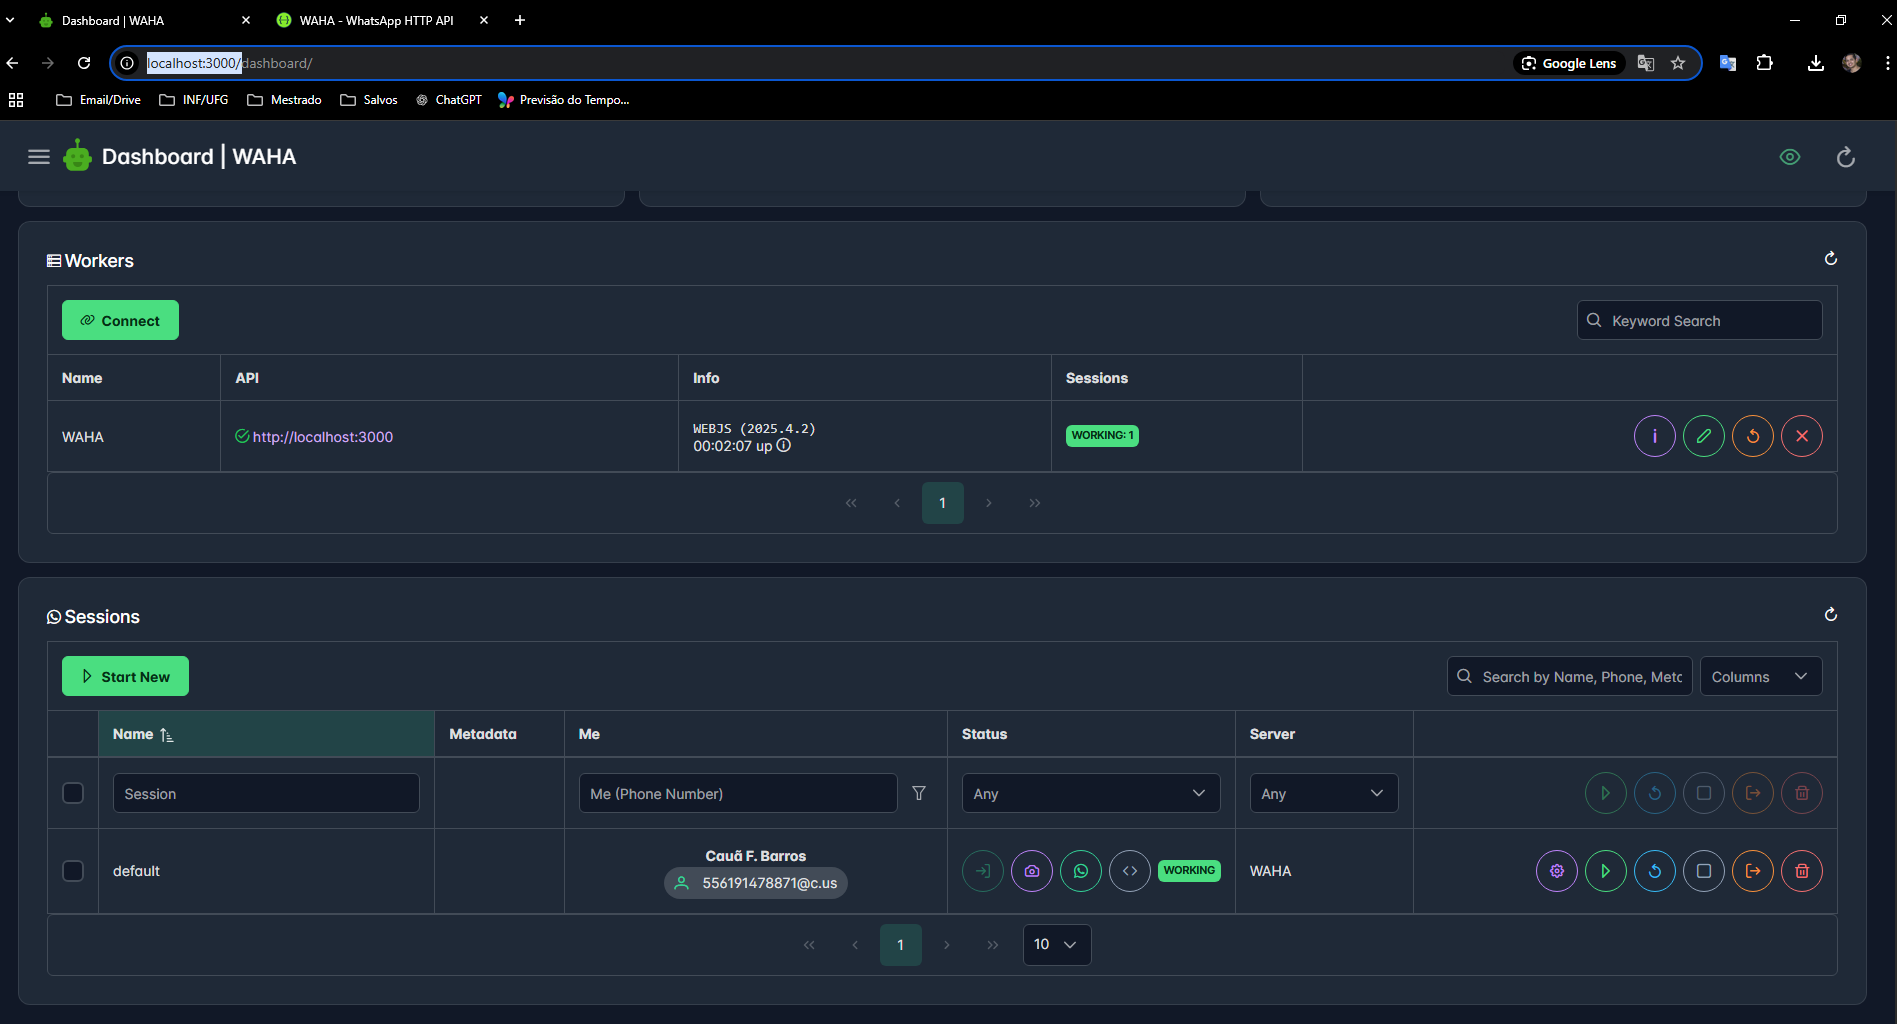 Dashboard | WAHA
WAHA - WhatsApp HTTP API
localhost:3000/dashboard/
Google Lens
Email/Drive
INF/UFG
Mestrado
Salvos
ChatGPT
Previsão do Tempo...
Dashboard | WAHA
Workers
Connect
Keyword Search
Name API Info Sessions
WAHA
http://localhost:3000
WEBJS (2025.4.2)
00:02:07 up
WORKING: 1
1
Sessions
Start New
Search by Name, Phone, Metc
Columns
Name Metadata Me Status Server
Session
Me (Phone Number)
Any
Any
default
Cauã F. Barros
556191478871@c.us
WORKING
WAHA
1
10